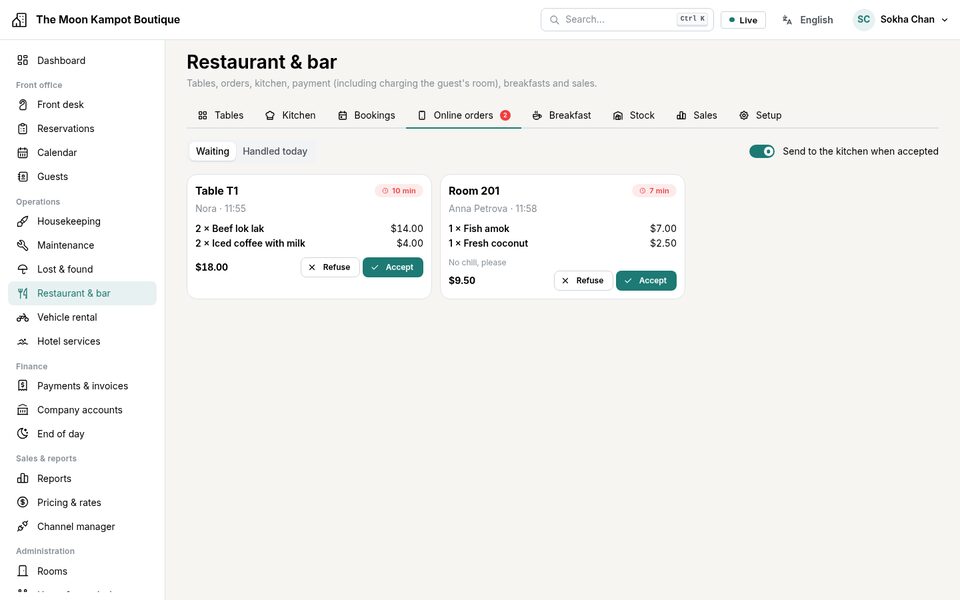 The Moon Kampot Boutique
Search...
Ctrl K
Live
English
SC
Sokha Chan
Dashboard
Front office
Front desk
Reservations
Calendar
Guests
Operations
Housekeeping
Maintenance
Lost & found
Restaurant & bar
Vehicle rental
Hotel services
Finance
Payments & invoices
Company accounts
End of day
Sales & reports
Reports
Pricing & rates
Channel manager
Administration
Rooms
Restaurant & bar
Tables, orders, kitchen, payment (including charging the guest's room), breakfasts and sales.
Tables
Kitchen
Bookings
Online orders 2
Breakfast
Stock
Sales
Setup
Waiting
Handled today
Send to the kitchen when accepted
Table T1
10 min
Nora · 11:55
2 × Beef lok lak $14.00
2 × Iced coffee with milk $4.00
$18.00
Refuse
Accept
Room 201
7 min
Anna Petrova · 11:58
1 × Fish amok $7.00
1 × Fresh coconut $2.50
No chill, please
$9.50
Refuse
Accept